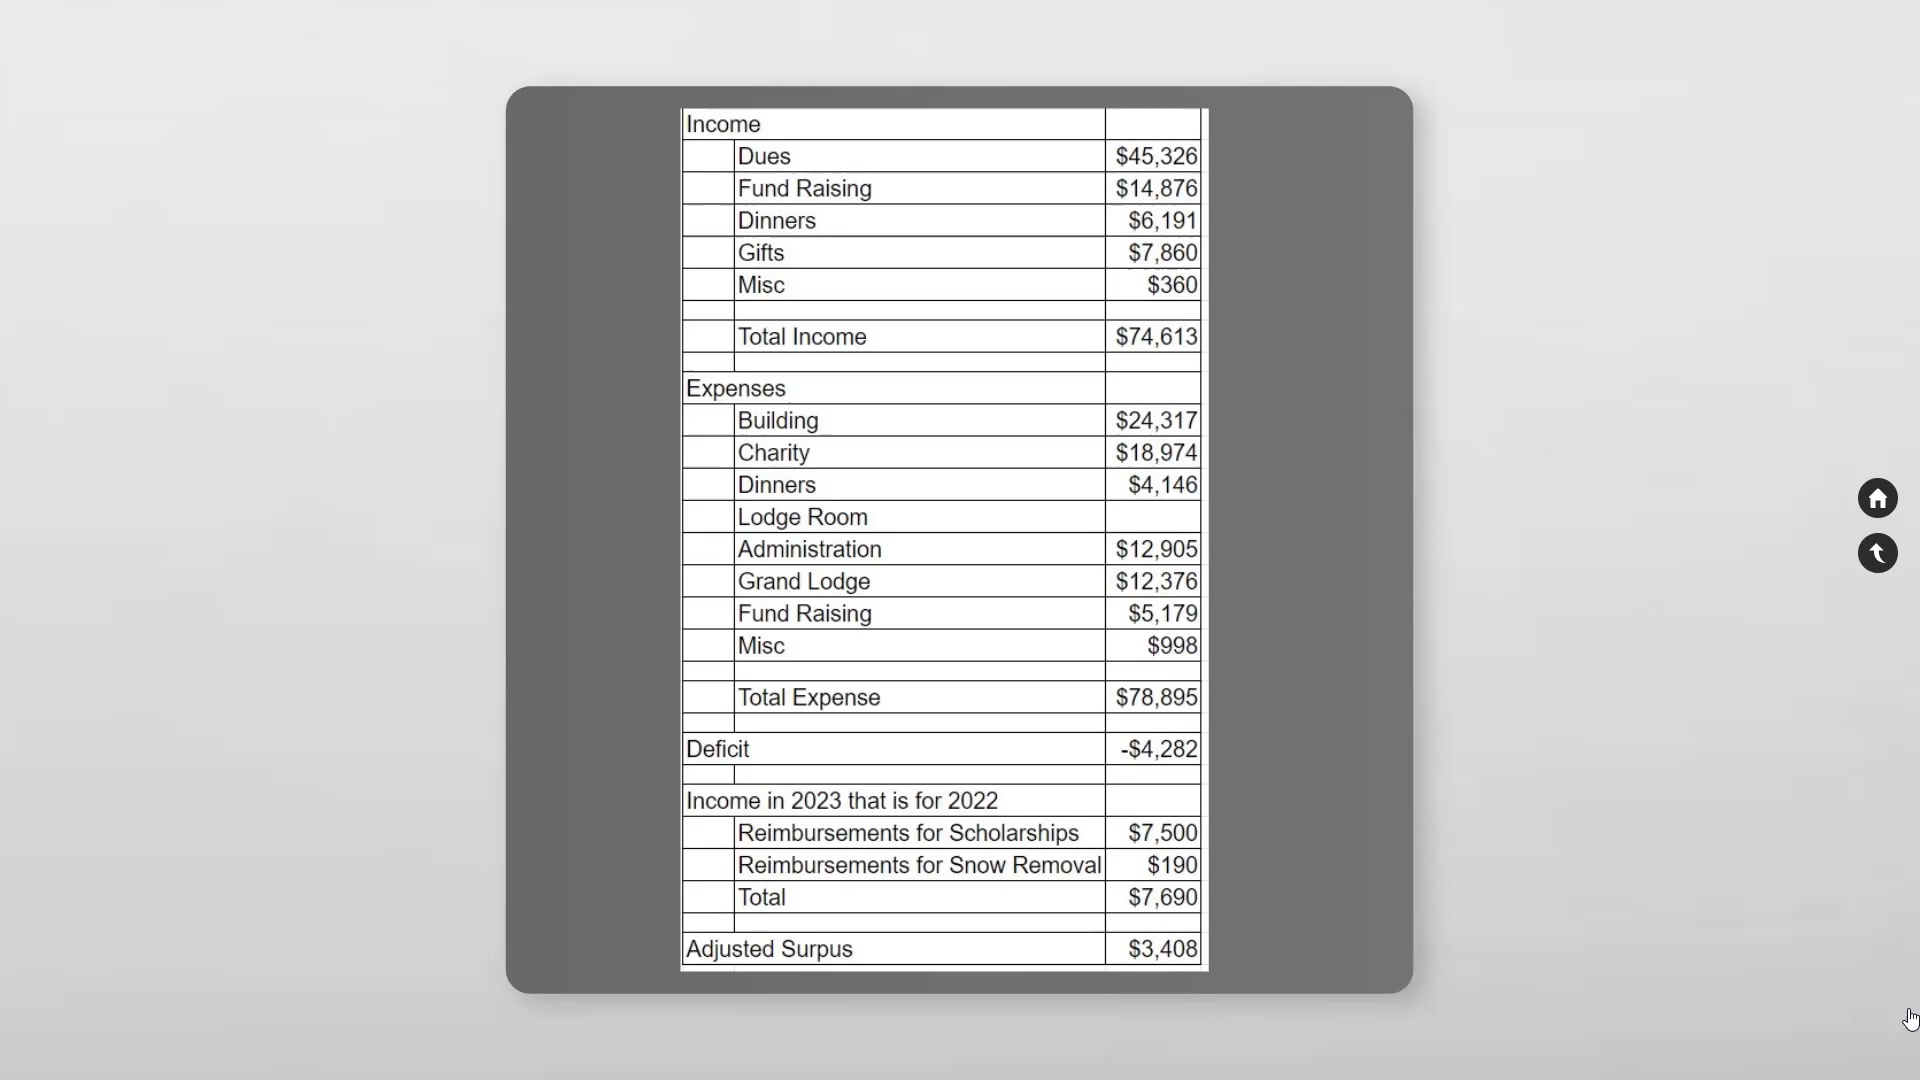 Income
Dues $45,326
Fund Raising $14,876
Dinners $6,191
Gifts $7,860
Misc $360
Total Income $74,613
Expenses
Building $24,317
Charity $18,974
Dinners $4,146
Lodge Room
Administration $12,905
Grand Lodge $12,376
Fund Raising $5,179
Misc $998
Total Expense $78,895
Deficit -$4,282
Income in 2023 that is for 2022
Reimbursements for Scholarships $7,500
Reimbursements for Snow Removal $190
Total $7,690
Adjusted Surpus $3,408